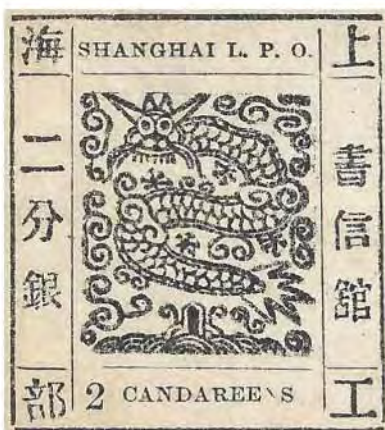 SHANGHAI L. P. O.
上海
書信館
工部
二分銀
2 CANDAREE\S